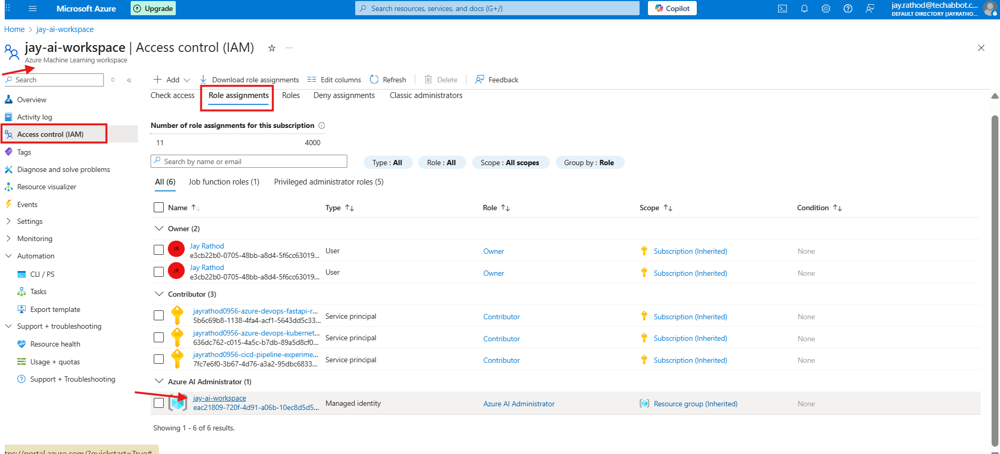 Microsoft Azure
Upgrade
Search resources, services, and docs (G+/)
Copilot
jay.rathod@techabbot.c...
DEFAULT DIRECTORY (JAYRATHO...
Home > jay-ai-workspace
jay-ai-workspace | Access control (IAM)
Azure Machine Learning workspace
Search
Overview
Activity log
Access control (IAM)
Tags
Diagnose and solve problems
Resource visualizer
Events
Settings
Monitoring
Automation
CLI / PS
Tasks
Export template
Support + troubleshooting
Resource health
Usage + quotas
Support + Troubleshooting
Add Download role assignments Edit columns Refresh Delete Feedback
Check access Role assignments Roles Deny assignments Classic administrators
Number of role assignments for this subscription
11 4000
Search by name or email Type : All Role : All Scope : All scopes Group by : Role
All (6) Job function roles (1) Privileged administrator roles (5)
Name Type Role Scope Condition
Owner (2)
JR Jay Rathod
e3cb22b0-0705-48bb-a8d4-5f6cc63019... User Owner Subscription (Inherited) None
JR Jay Rathod
e3cb22b0-0705-48bb-a8d4-5f6cc63019... User Owner Subscription (Inherited) None
Contributor (3)
jayrathod0956-azure-devops-fastapi-r...
5b6c69b8-1138-4fa4-acf1-5643dd5c33... Service principal Contributor Subscription (Inherited) None
jayrathod0956-azure-devops-kubernet...
636dc762-c015-4a5c-b7db-89a5d8cf0... Service principal Contributor Subscription (Inherited) None
jayrathod0956-cicd-pipeline-experime...
7fc7e6f0-3b67-4d76-a3a2-95dbc6833... Service principal Contributor Subscription (Inherited) None
Azure AI Administrator (1)
jay-ai-workspace
eac21809-720f-4d91-a06b-10ec8d5d5... Managed identity Azure AI Administrator Resource group (Inherited) None
Showing 1 - 6 of 6 results.
tps://portal.azure.com/?quickstart=True#